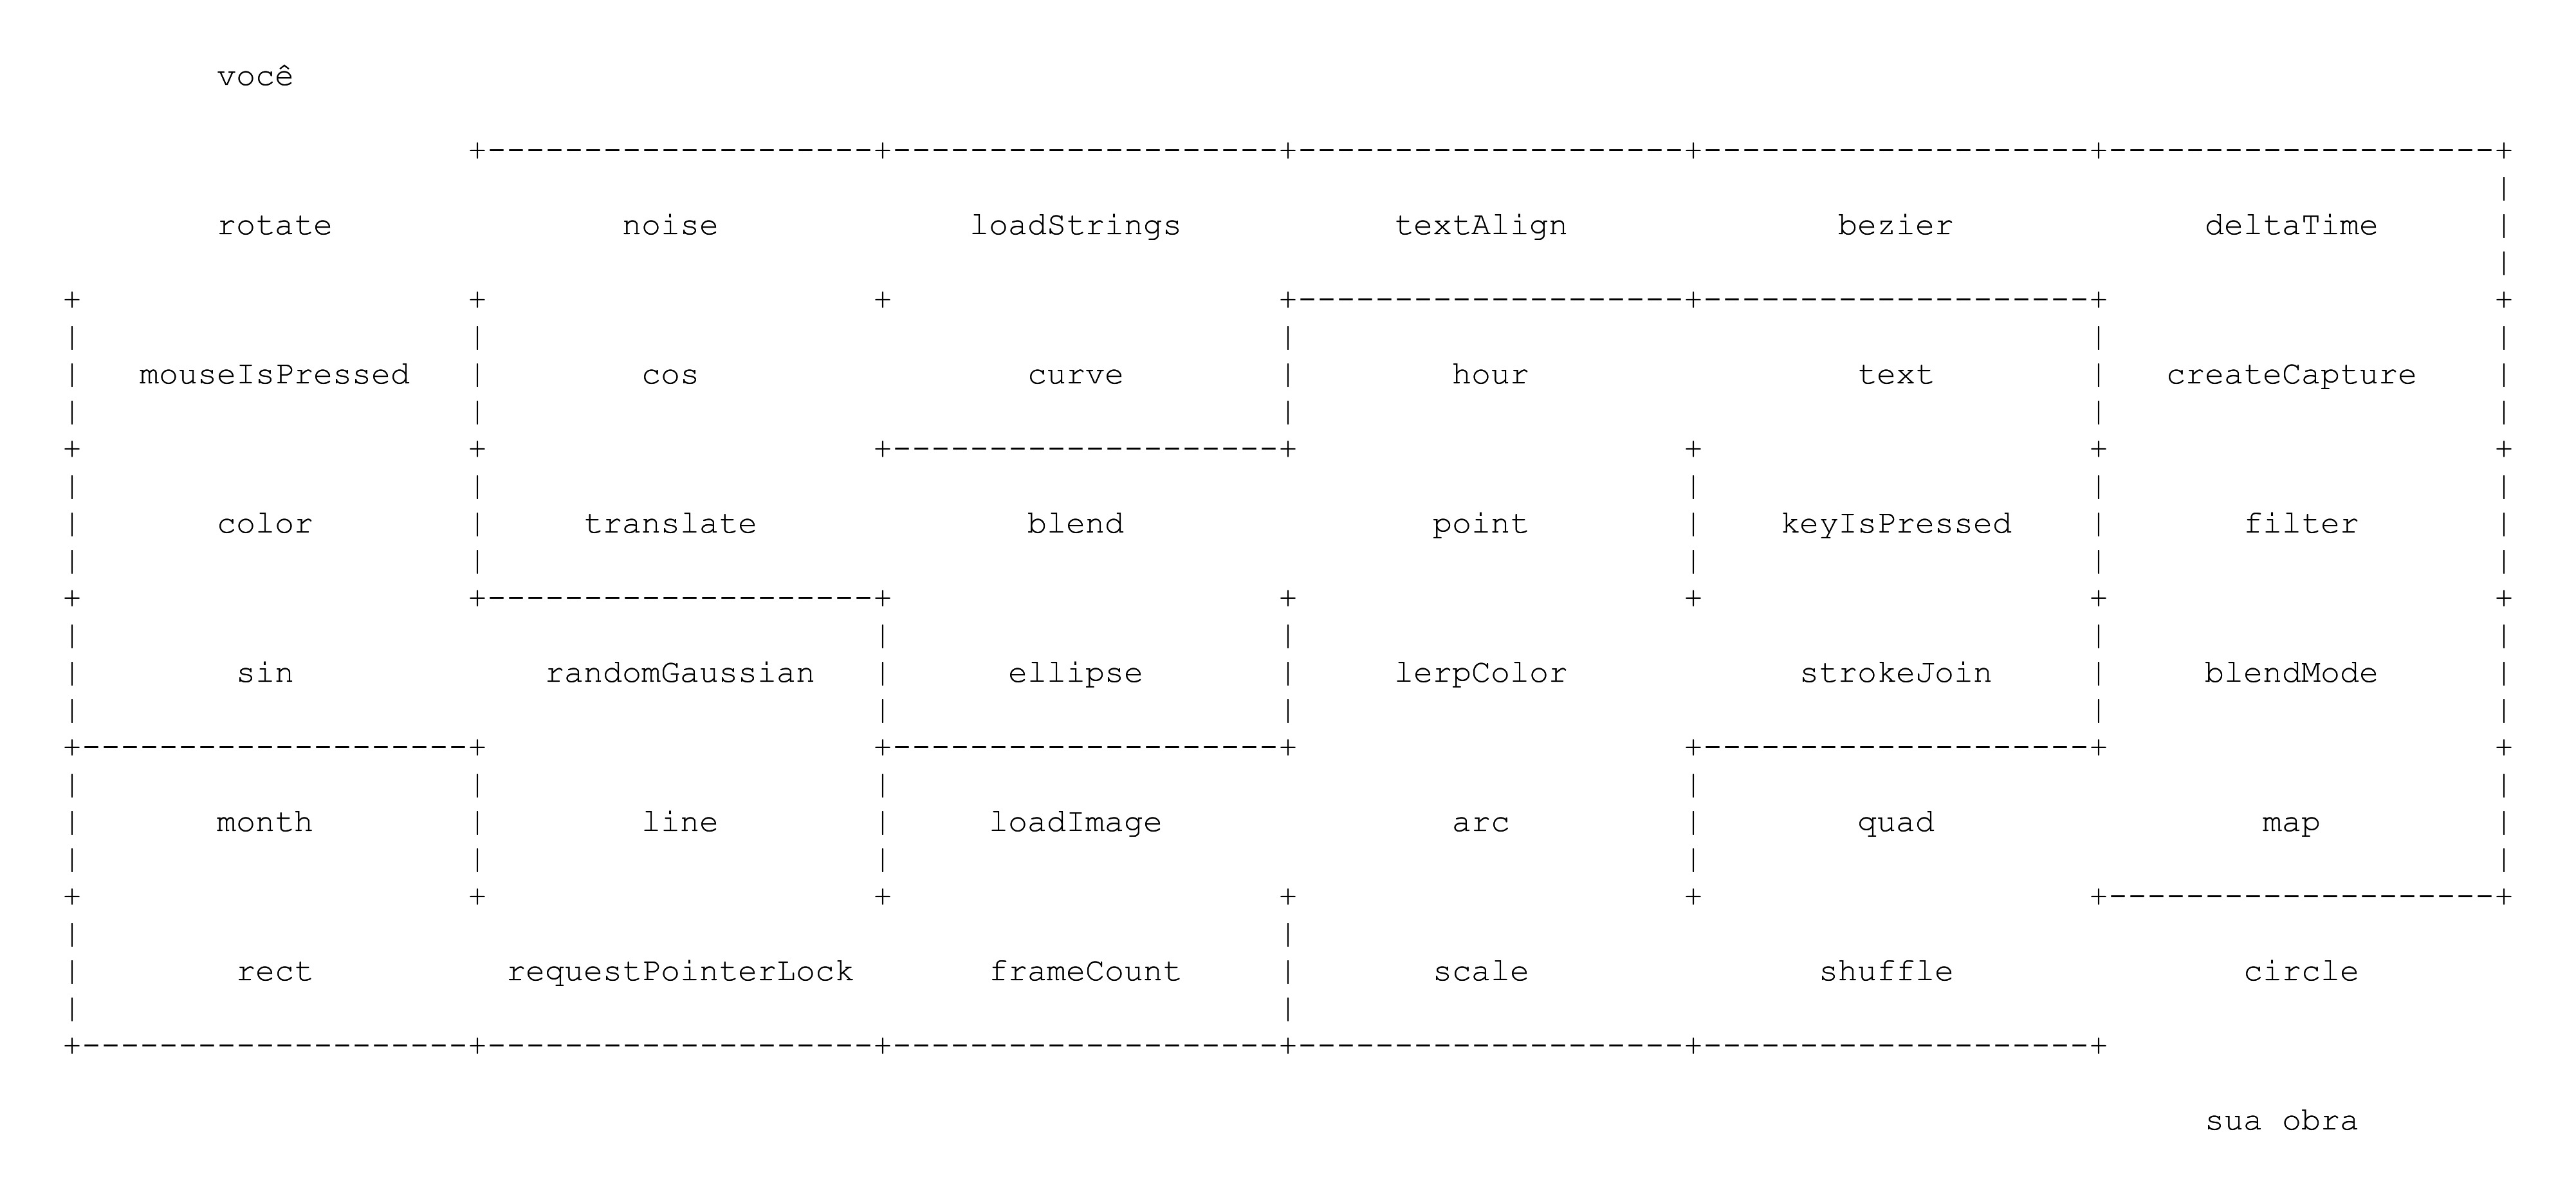 você
rotate noise loadStrings textAlign bezier deltaTime
mouseIsPressed cos curve hour text createCapture
color translate blend point keyIsPressed filter
sin randomGaussian ellipse lerpColor strokeJoin blendMode
month line loadImage arc quad map
rect requestPointerLock frameCount scale shuffle circle
sua obra